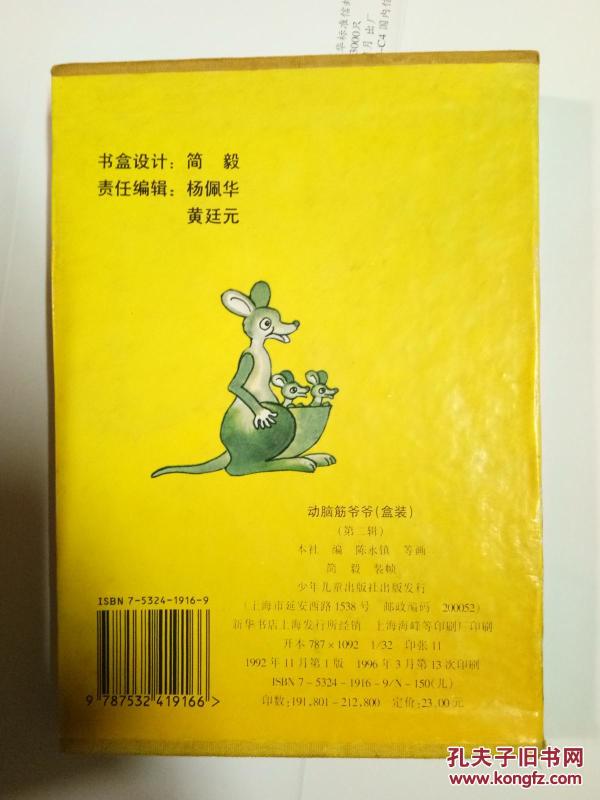 书盒设计：简　毅
责任编辑：杨佩华
黄廷元
动脑筋爷爷(盒装)
(第二辑)
本社　编　陈永镇　等画
简　毅　装帧
少年儿童出版社出版发行
(上海市延安西路1538号　邮政编码　200052)
新华书店上海发行所经销　上海海峰等印刷厂印刷
开本 787×1092　1/32　印张 11
1992年11月第1版　1996年3月第13次印刷
ISBN 7-5324-1916-9/N·150(儿)
印数:191,801-212,800　定价:23.00元
ISBN 7-5324-1916-9
9 787532 419166 >
孔夫子旧书网
www.kongfz.com